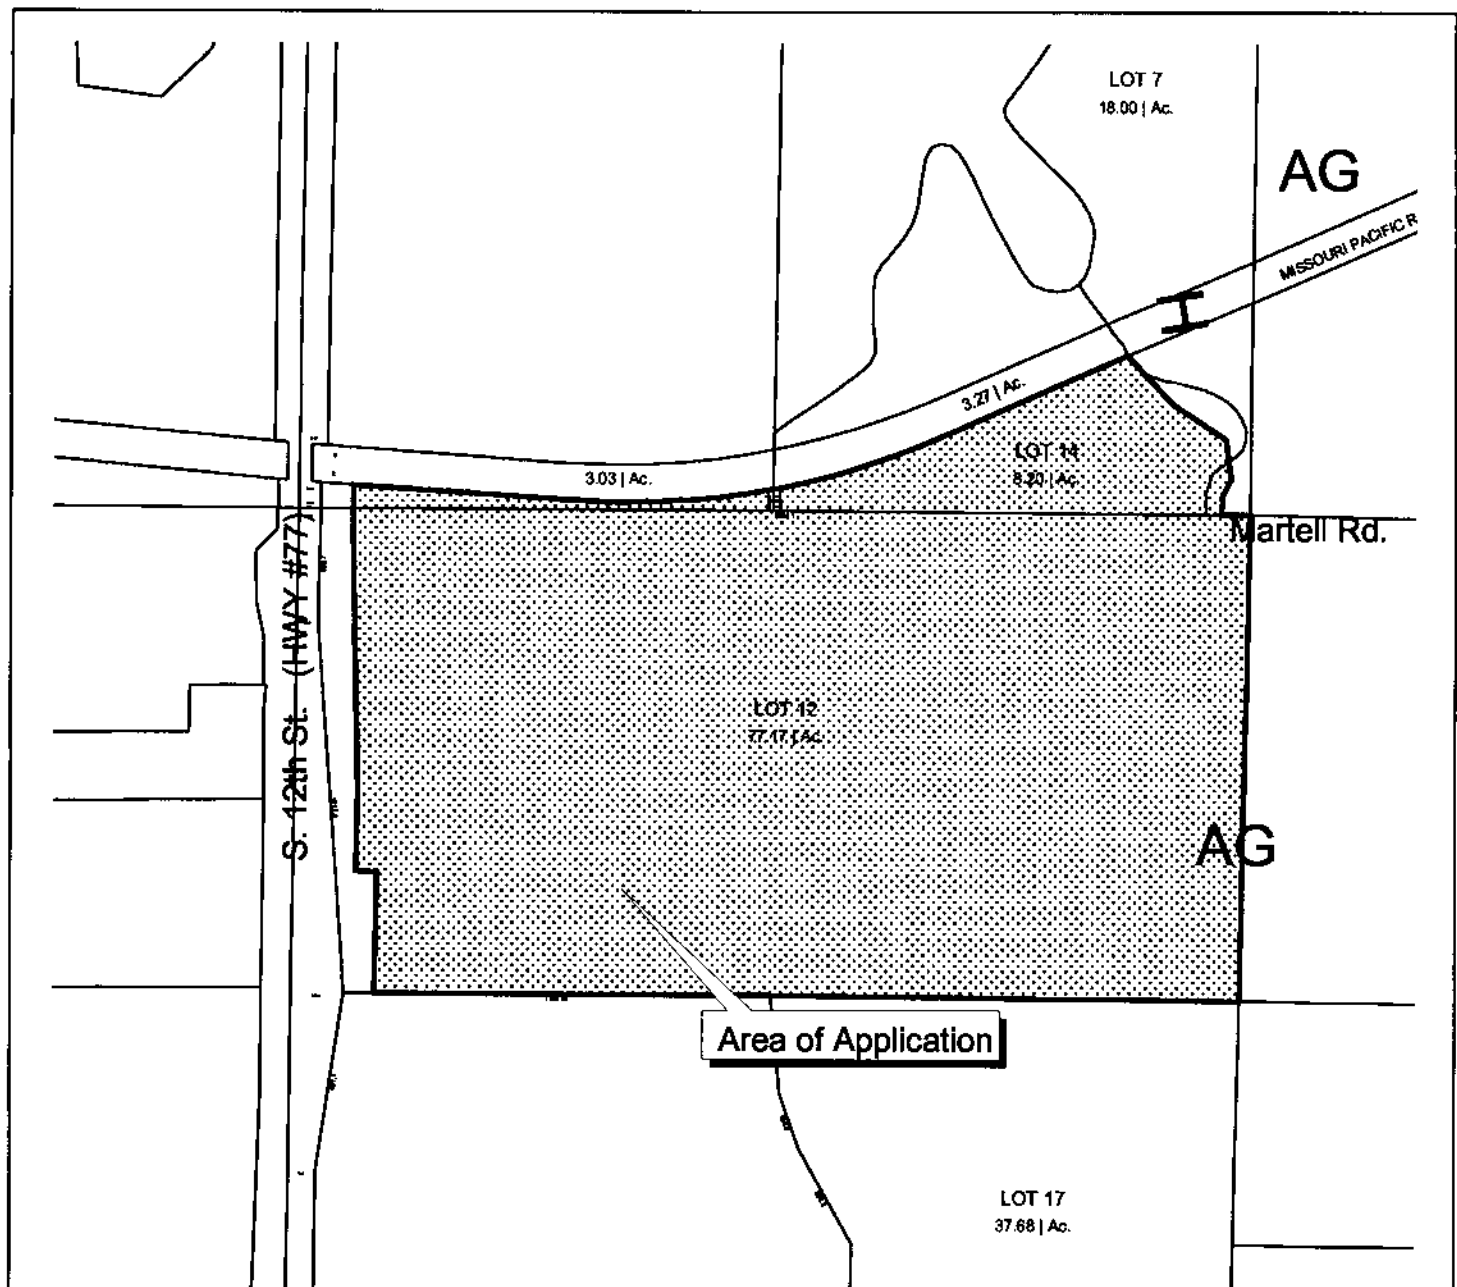 LOT 7
18.00 | Ac.
AG
MISSOURI PACIFIC R
H
3.27 | Ac.
LOT 14
8.20 | Ac.
3.03 | Ac.
Martell Rd.
S. 12th St. (HWY #77)
LOT 12
77.17 | Ac.
AG
Area of Application
LOT 17
37.68 | Ac.